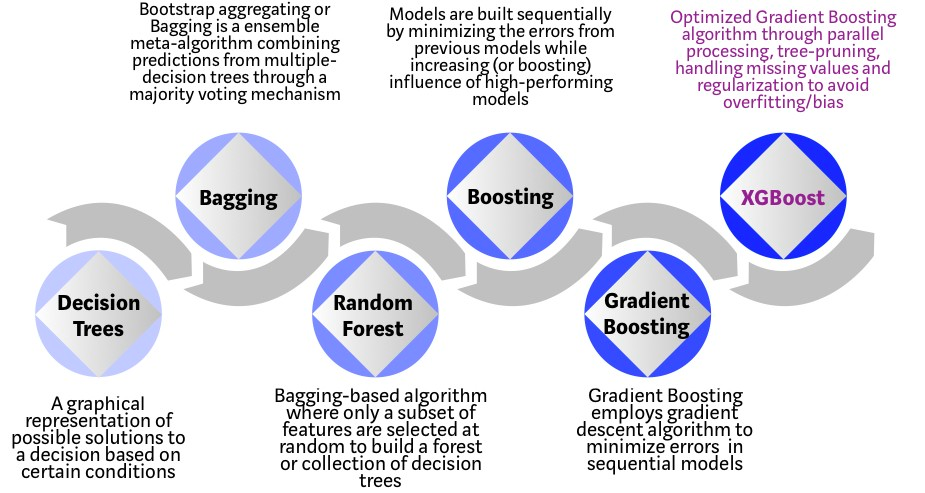 Bootstrap aggregating or
Bagging is a ensemble
meta-algorithm combining
predictions from multiple-
decision trees through a
majority voting mechanism
Models are built sequentially
by minimizing the errors from
previous models while
increasing (or boosting)
influence of high-performing
models
Optimized Gradient Boosting
algorithm through parallel
processing, tree-pruning,
handling missing values and
regularization to avoid
overfitting/bias
Bagging
Boosting
XGBoost
Decision
Trees
Random
Forest
Gradient
Boosting
A graphical
representation of
possible solutions to
a decision based on
certain conditions
Bagging-based algorithm
where only a subset of
features are selected at
random to build a forest
or collection of decision
trees
Gradient Boosting
employs gradient
descent algorithm to
minimize errors in
sequential models